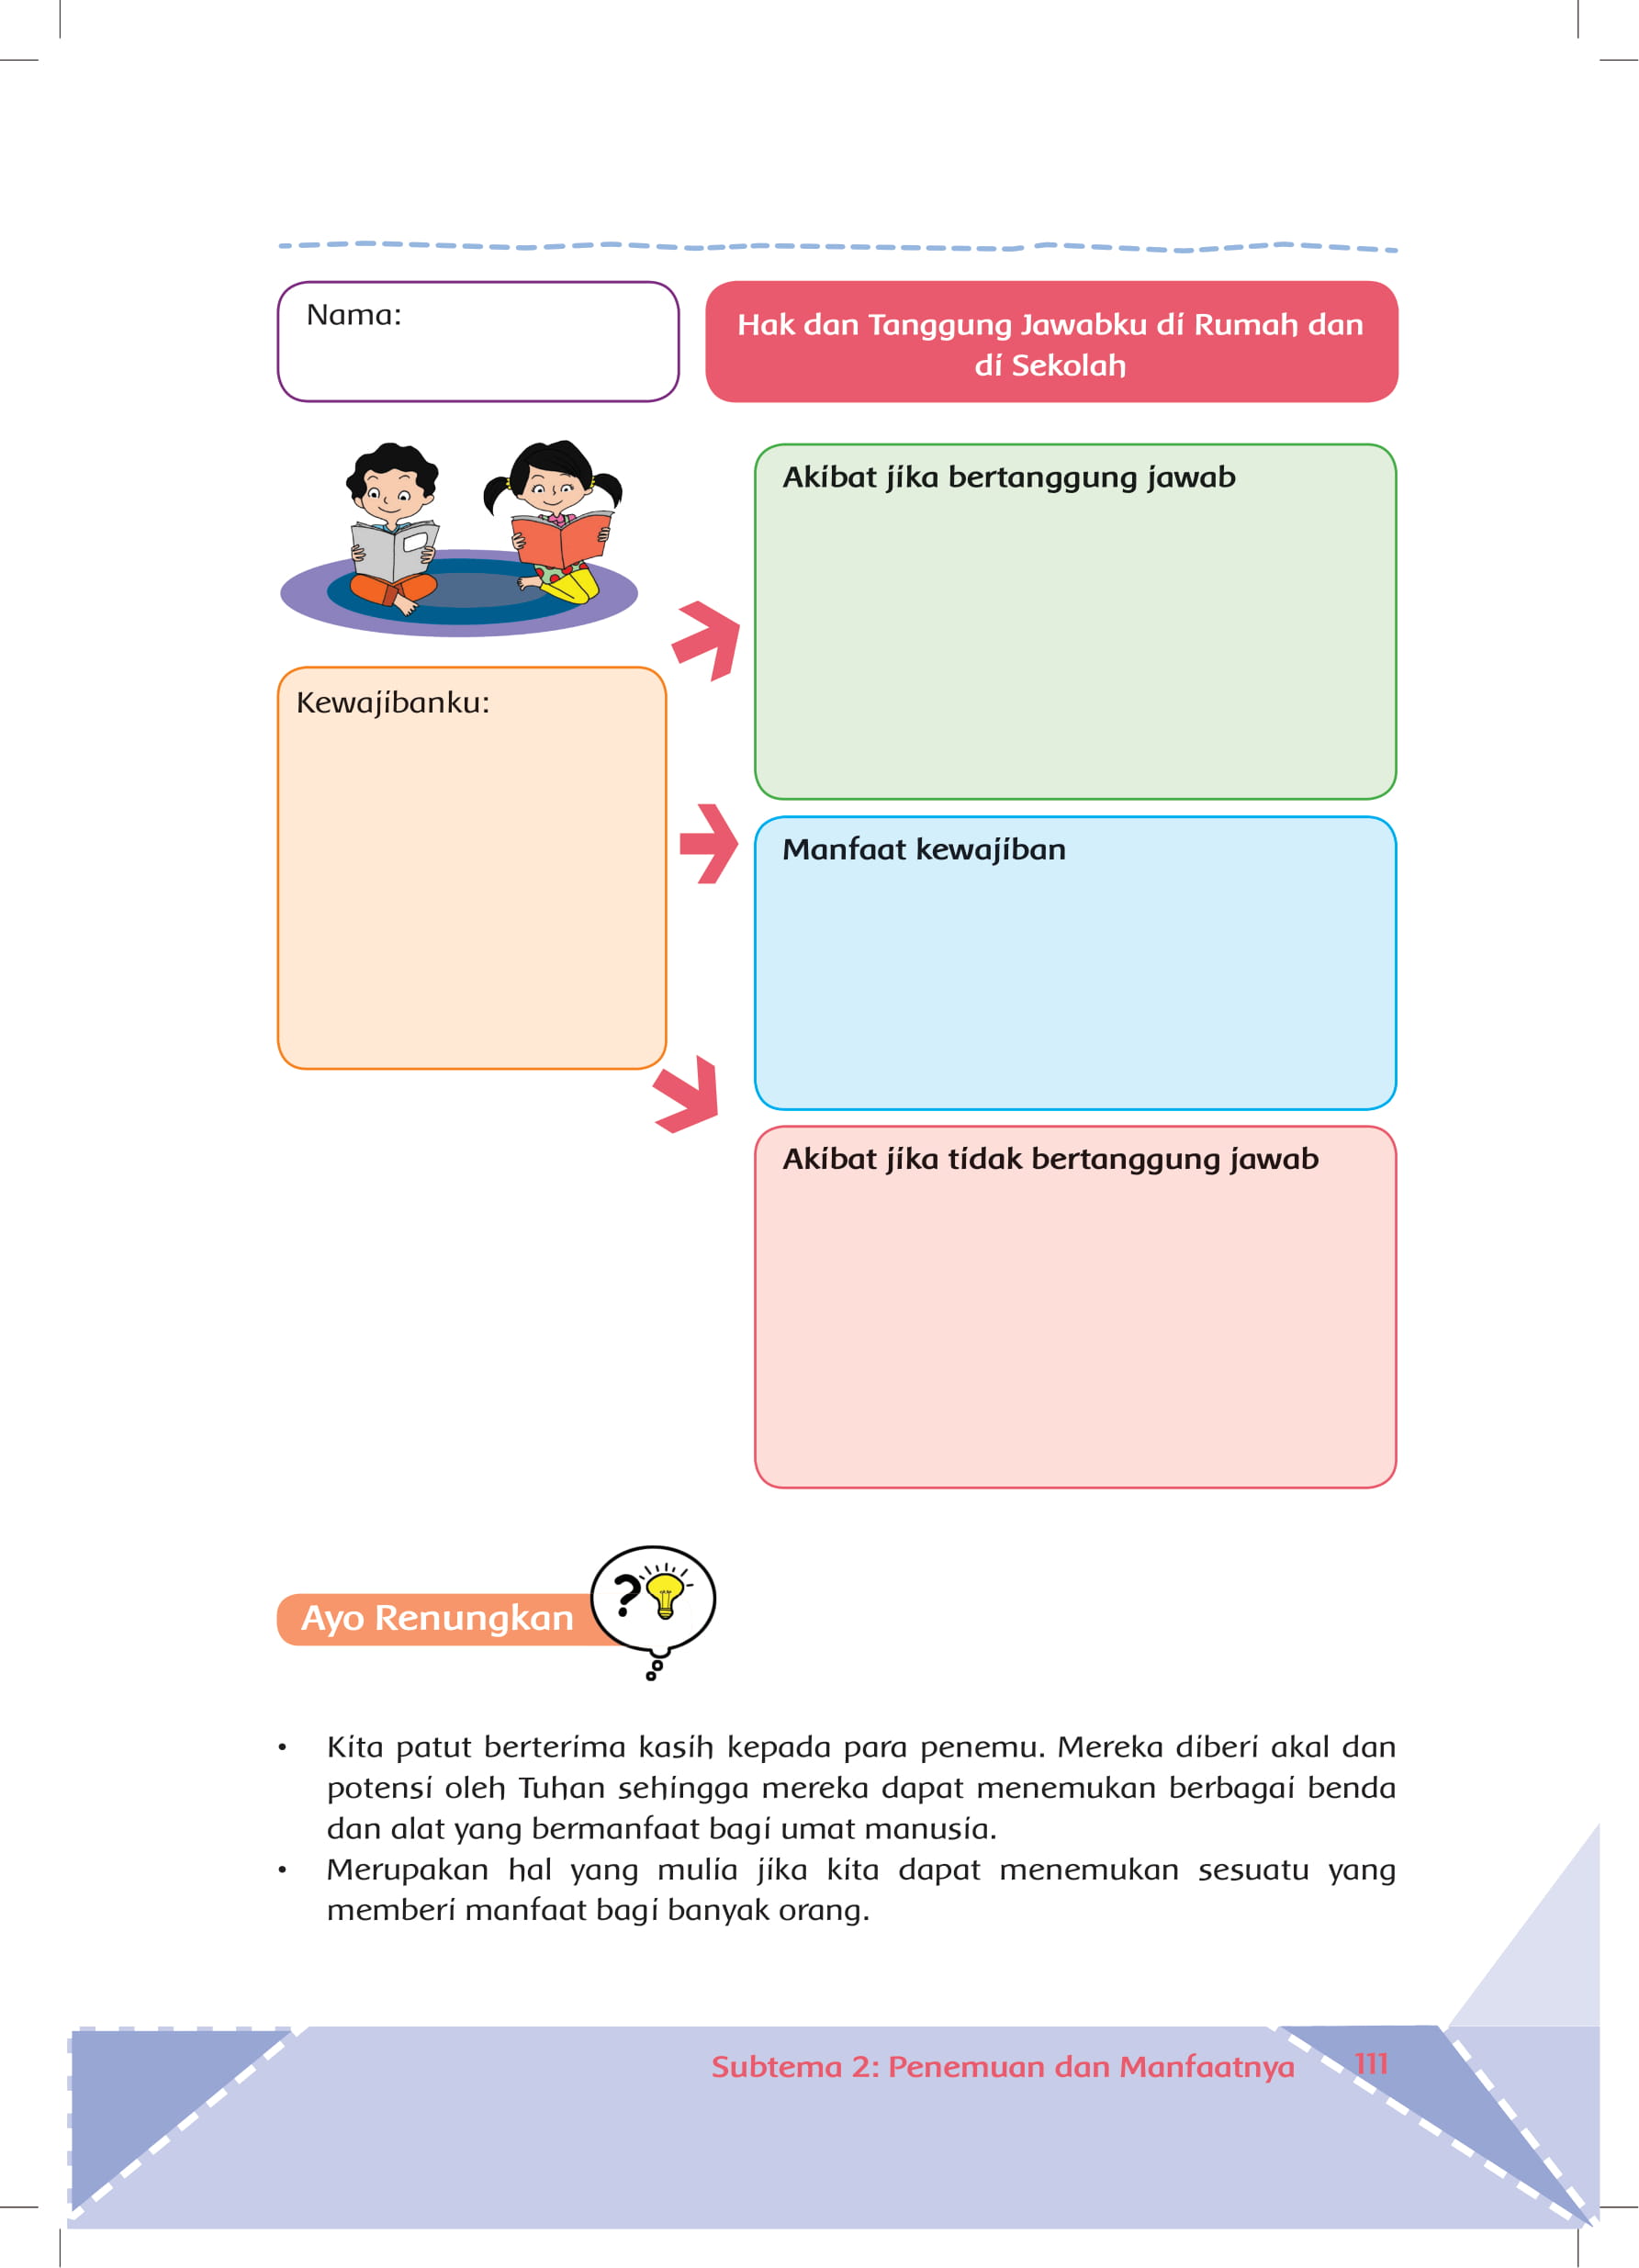 Nama:
Hak dan Tanggung Jawabku di Rumah dan
di Sekolah
Akibat jika bertanggung jawab
Kewajibanku:
Manfaat kewajiban
Akibat jika tidak bertanggung jawab
Ayo Renungkan
?
• Kita patut berterima kasih kepada para penemu. Mereka diberi akal dan
potensi oleh Tuhan sehingga mereka dapat menemukan berbagai benda
dan alat yang bermanfaat bagi umat manusia.
• Merupakan hal yang mulia jika kita dapat menemukan sesuatu yang
memberi manfaat bagi banyak orang.
Subtema 2: Penemuan dan Manfaatnya 111